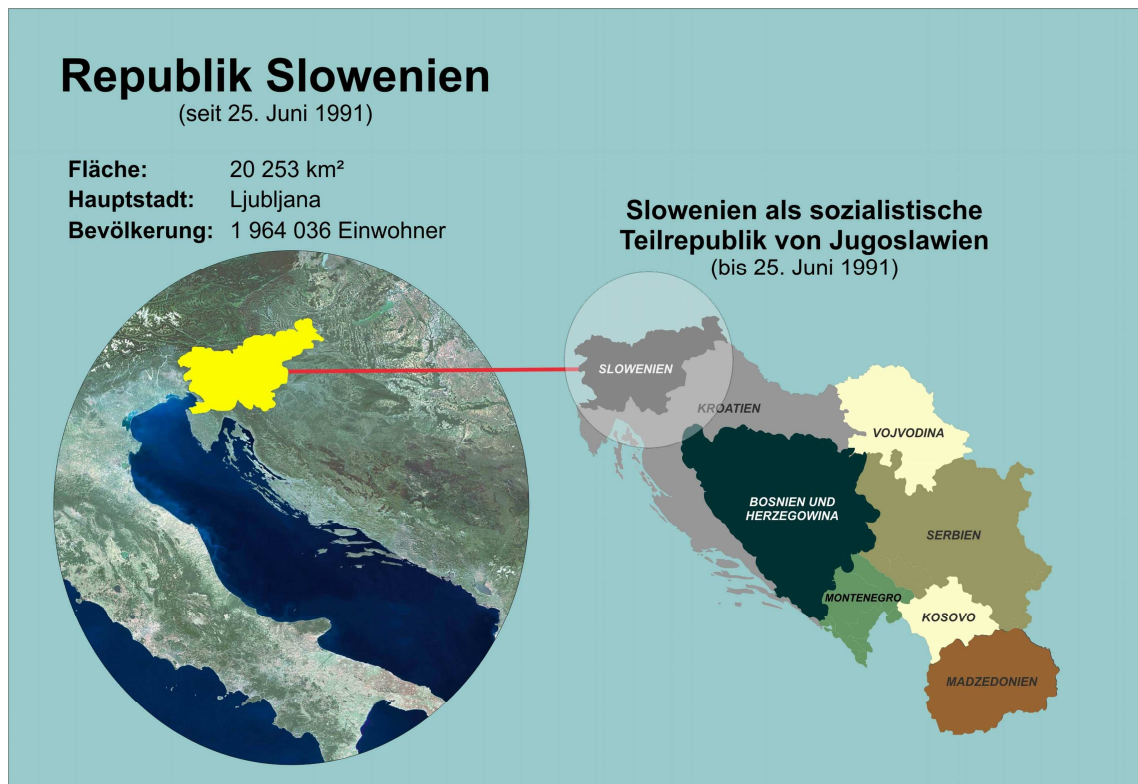 Republik Slowenien
(seit 25. Juni 1991)
Fläche: 20 253 km²
Hauptstadt: Ljubljana
Bevölkerung: 1 964 036 Einwohner
Slowenien als sozialistische
Teilrepublik von Jugoslawien
(bis 25. Juni 1991)
SLOWENIEN
KROATIEN
VOJVODINA
BOSNIEN UND
HERZEGOWINA
SERBIEN
MONTENEGRO
KOSOVO
MADZEDONIEN